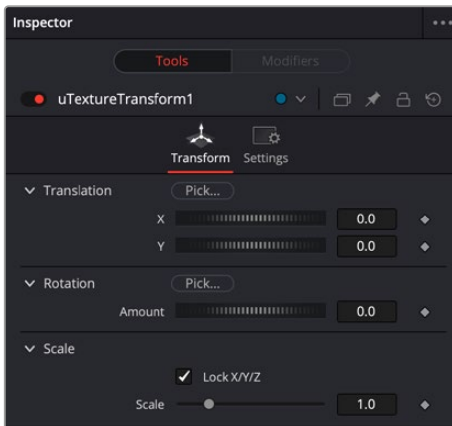 Inspector
Tools Modifiers
uTextureTransform1
Transform Settings
Translation Pick...
X 0.0
Y 0.0
Rotation Pick...
Amount 0.0
Scale
Lock X/Y/Z
Scale 1.0